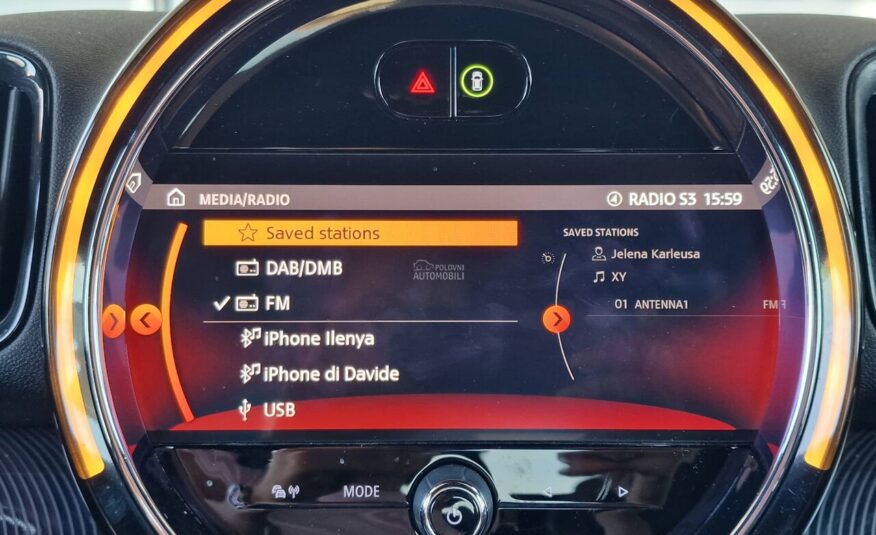 MEDIA/RADIO
RADIO S3 15:59
Saved stations
DAB/DMB
FM
iPhone Ilenya
iPhone di Davide
USB
SAVED STATIONS
Jelena Karleusa
XY
01 ANTENNA1 FM
POLOVNI
AUTOMOBILI
MODE